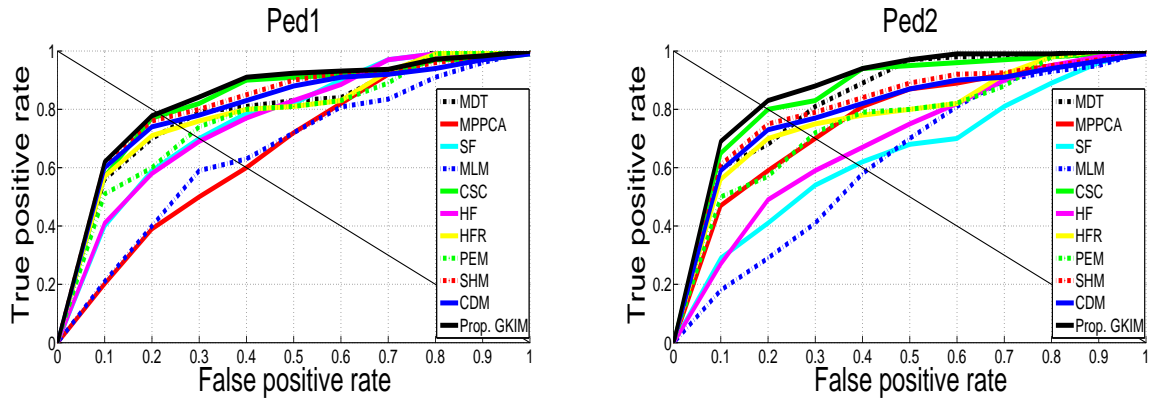 Ped1
True positive rate
1
0.8
0.6
0.4
0.2
0
0 0.1 0.2 0.3 0.4 0.5 0.6 0.7 0.8 0.9 1
False positive rate
MDT
MPPCA
SF
MLM
CSC
HF
HFR
PEM
SHM
CDM
Prop. GKIM
Ped2
True positive rate
1
0.8
0.6
0.4
0.2
0
0 0.1 0.2 0.3 0.4 0.5 0.6 0.7 0.8 0.9 1
False positive rate
MDT
MPPCA
SF
MLM
CSC
HF
HFR
PEM
SHM
CDM
Prop. GKIM